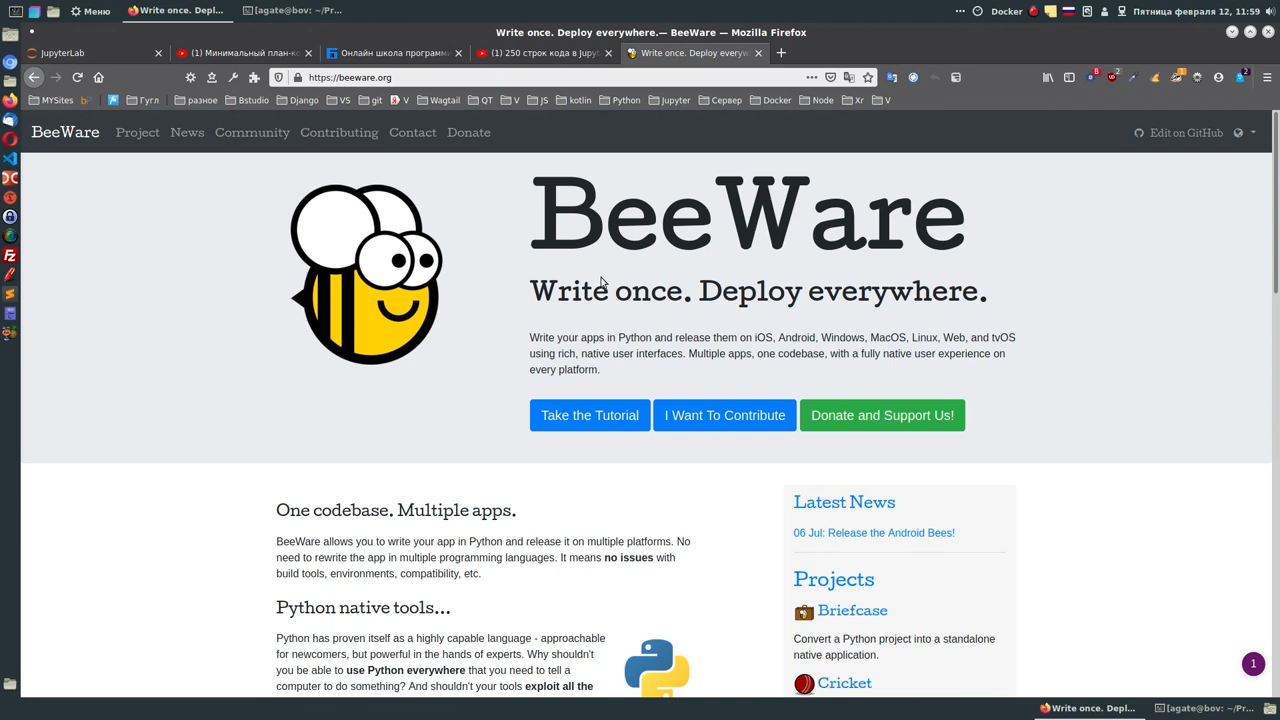 Меню
Write once. Depl...
[agate@bov: ~/Pr...
Docker
Пятница февраля 12, 11:59
Write once. Deploy everywhere.— BeeWare — Mozilla Firefox
JupyterLab
(1) Минимальный план-ко
Онлайн школа программ
(1) 250 строк кода в Jupyt
Write once. Deploy everyw
https://beeware.org
8
2
1
2
MYSites
Гугл
разное
Bstudio
Django
VS
git
V
Wagtail
QT
V
JS
kotlin
Python
Jupyter
Сервер
Docker
Node
Xr
V
BeeWare
Project
News
Community
Contributing
Contact
Donate
Edit on GitHub
BeeWare
Write once. Deploy everywhere.
Write your apps in Python and release them on iOS, Android, Windows, MacOS, Linux, Web, and tvOS
using rich, native user interfaces. Multiple apps, one codebase, with a fully native user experience on
every platform.
Take the Tutorial
I Want To Contribute
Donate and Support Us!
One codebase. Multiple apps.
BeeWare allows you to write your app in Python and release it on multiple platforms. No
need to rewrite the app in multiple programming languages. It means no issues with
build tools, environments, compatibility, etc.
Python native tools...
Python has proven itself as a highly capable language - approachable
for newcomers, but powerful in the hands of experts. Why shouldn't
you be able to use Python everywhere that you need to tell a
computer to do something? And shouldn't your tools exploit all the
Latest News
06 Jul: Release the Android Bees!
Projects
Briefcase
Convert a Python project into a standalone
native application.
Cricket
1
Write once. Depl...
[agate@bov: ~/Pr...